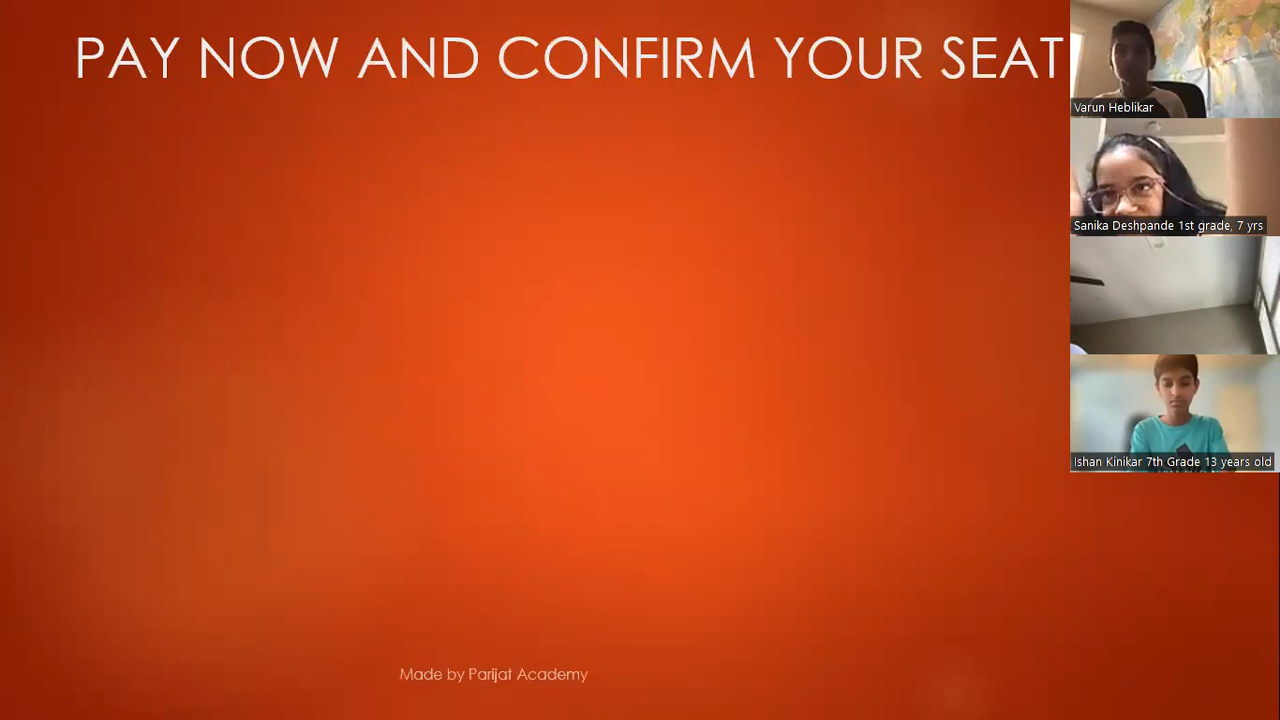 PAY NOW AND CONFIRM YOUR SEAT
Varun Heblikar
Sanika Deshpande 1st grade, 7 yrs
Ishan Kinikar 7th Grade 13 years old
Made by Parijat Academy